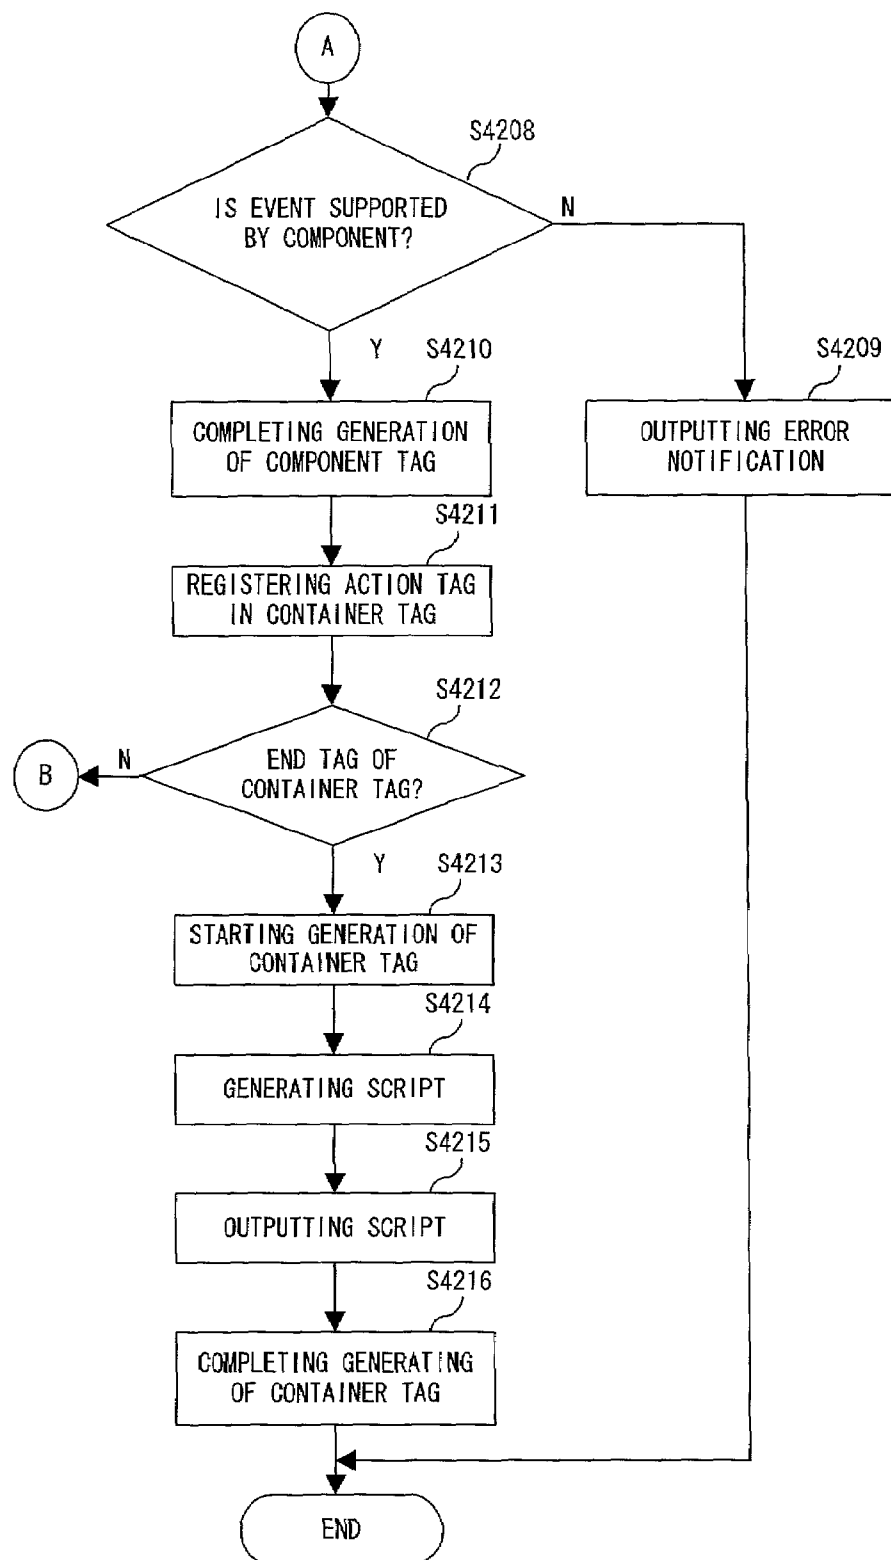 A
S4208
IS EVENT SUPPORTED
BY COMPONENT?
N
Y
S4210
S4209
COMPLETING GENERATION
OF COMPONENT TAG
OUTPUTTING ERROR
NOTIFICATION
S4211
REGISTERING ACTION TAG
IN CONTAINER TAG
S4212
B
N
END TAG OF
CONTAINER TAG?
Y
S4213
STARTING GENERATION OF
CONTAINER TAG
S4214
GENERATING SCRIPT
S4215
OUTPUTTING SCRIPT
S4216
COMPLETING GENERATING
OF CONTAINER TAG
END